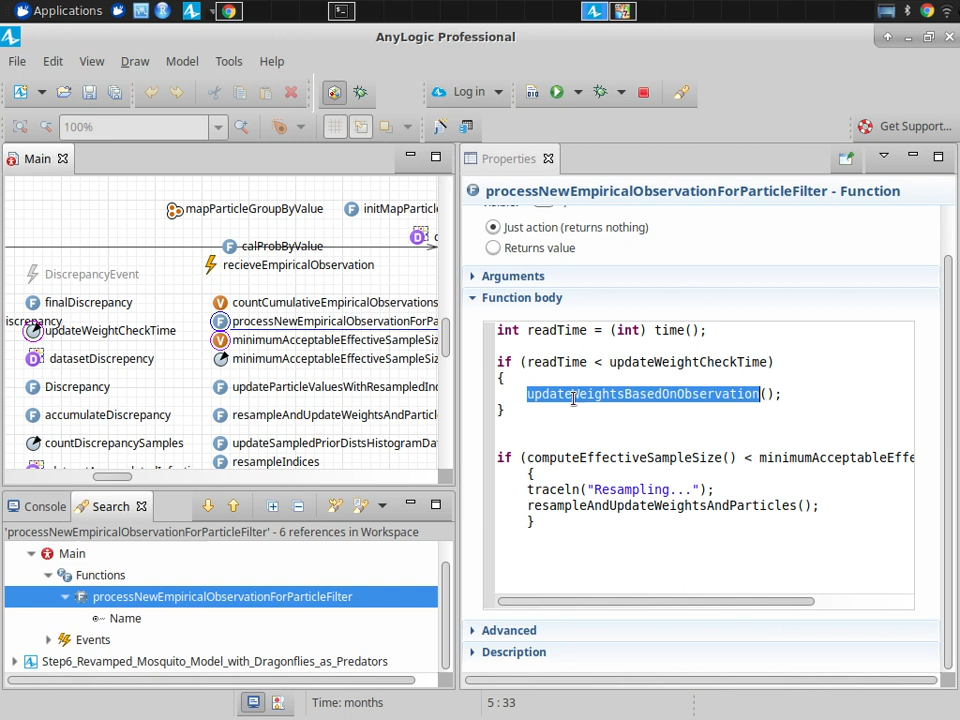 Applications
AnyLogic Professional
File Edit View Draw Model Tools Help
Log in
100%
Get Support...
Main
mapParticleGroupByValue
initMapParticl
calProbByValue
recieveEmpiricalObservation
DiscrepancyEvent
finalDiscrepancy
countCumulativeEmpiricalObservations
iscrepancy
processNewEmpiricalObservationForPa
updateWeightCheckTime
minimumAcceptableEffectiveSampleSiz
datasetDiscrepency
minimumAcceptableEffectiveSampleSiz
Discrepancy
updateParticleValuesWithResampledInd
accumulateDiscrepancy
resampleAndUpdateWeightsAndParticl
countDiscrepancySamples
updateSampledPriorDistsHistogramDat
resampleIndices
Console
Search
'processNewEmpiricalObservationForParticleFilter' - 6 references in Workspace
Main
Functions
processNewEmpiricalObservationForParticleFilter
Name
Events
Step6_Revamped_Mosquito_Model_with_Dragonflies_as_Predators
Properties
processNewEmpiricalObservationForParticleFilter - Function
Just action (returns nothing)
Returns value
Arguments
Function body
int readTime = (int) time();
if (readTime < updateWeightCheckTime)
{
updateWeightsBasedOnObservation();
}
if (computeEffectiveSampleSize() < minimumAcceptableEffe
{
traceln("Resampling...");
resampleAndUpdateWeightsAndParticles();
}
Advanced
Description
Time: months
5 : 33